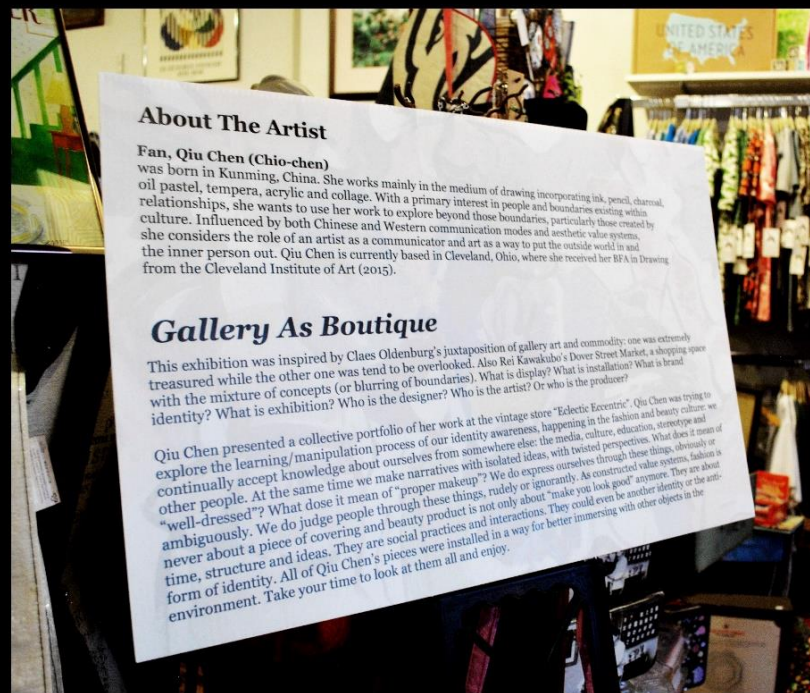 UNITED STATES
OF AMERICA
About The Artist
Fan, Qiu Chen (Chio-chen)
was born in Kunming, China. She works mainly in the medium of drawing incorporating ink, pencil, charcoal,
oil pastel, tempera, acrylic and collage. With a primary interest in people and boundaries existing within
relationships, she wants to use her work to explore beyond those boundaries, particularly those created by
culture. Influenced by both Chinese and Western communication modes and aesthetic value systems,
she considers the role of an artist as a communicator and art as a way to put the outside world in and
the inner person out. Qiu Chen is currently based in Cleveland, Ohio, where she received her BFA in Drawing
from the Cleveland Institute of Art (2015).
Gallery As Boutique
This exhibition was inspired by Claes Oldenburg's juxtaposition of gallery art and commodity: one was extremely
treasured while the other one was tend to be overlooked. Also Rei Kawakubo's Dover Street Market, a shopping space
with the mixture of concepts (or blurring of boundaries). What is display? What is installation? What is brand
identity? What is exhibition? Who is the designer? Who is the artist? Or who is the producer?
Qiu Chen presented a collective portfolio of her work at the vintage store "Eclectic Eccentric". Qiu Chen was trying to
explore the learning/manipulation process of our identity awareness, happening in the fashion and beauty culture: we
continually accept knowledge about ourselves from somewhere else: the media, culture, education, stereotype and
other people. At the same time we make narratives with isolated ideas, with twisted perspectives. What does it mean of
"well-dressed"? What dose it mean of "proper makeup"? We do express ourselves through these things, obviously or
ambiguously. We do judge people through these things, rudely or ignorantly. As constructed value systems, fashion is
never about a piece of covering and beauty product is not only about "make you look good" anymore. They are about
time, structure and ideas. They are social practices and interactions. They could even be another identity or the anti-
form of identity. All of Qiu Chen's pieces were installed in a way for better immersing with other objects in the
environment. Take your time to look at them all and enjoy.